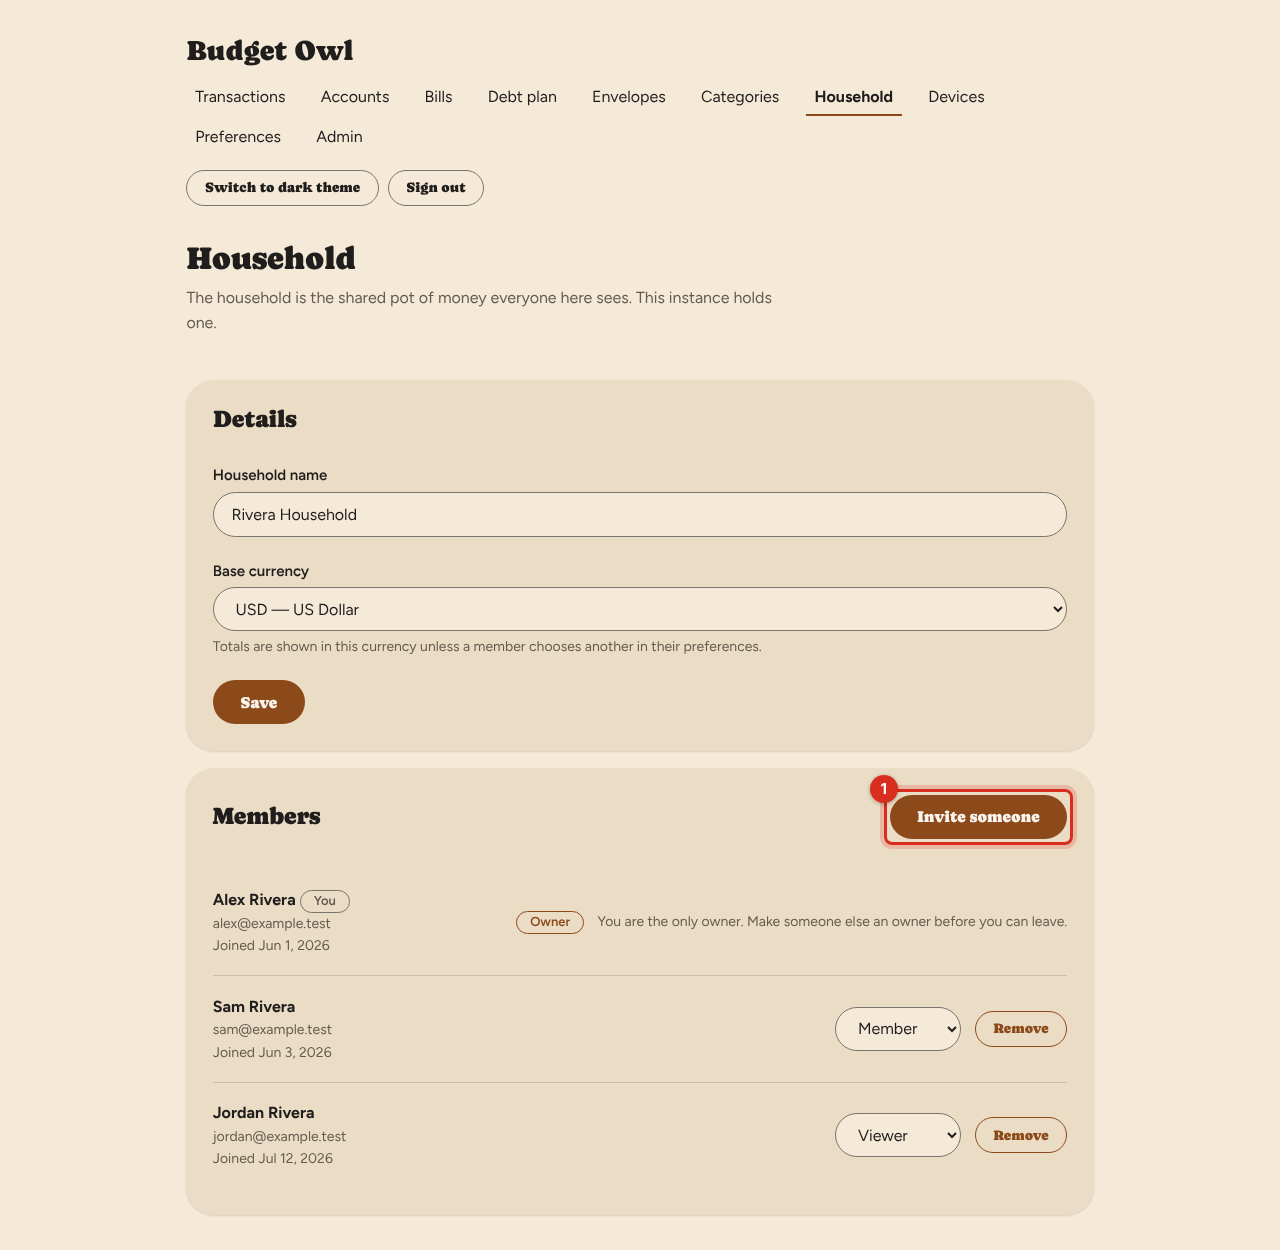 Budget Owl
Transactions Accounts Bills Debt plan Envelopes Categories Household Devices
Preferences Admin
Switch to dark theme Sign out
Household
The household is the shared pot of money everyone here sees. This instance holds
one.
Details
Household name
Rivera Household
Base currency
USD — US Dollar
Totals are shown in this currency unless a member chooses another in their preferences.
Save
1
Members Invite someone
Alex Rivera You
alex@example.test
Joined Jun 1, 2026
Owner You are the only owner. Make someone else an owner before you can leave.
Sam Rivera
sam@example.test
Joined Jun 3, 2026
Member Remove
Jordan Rivera
jordan@example.test
Joined Jul 12, 2026
Viewer Remove